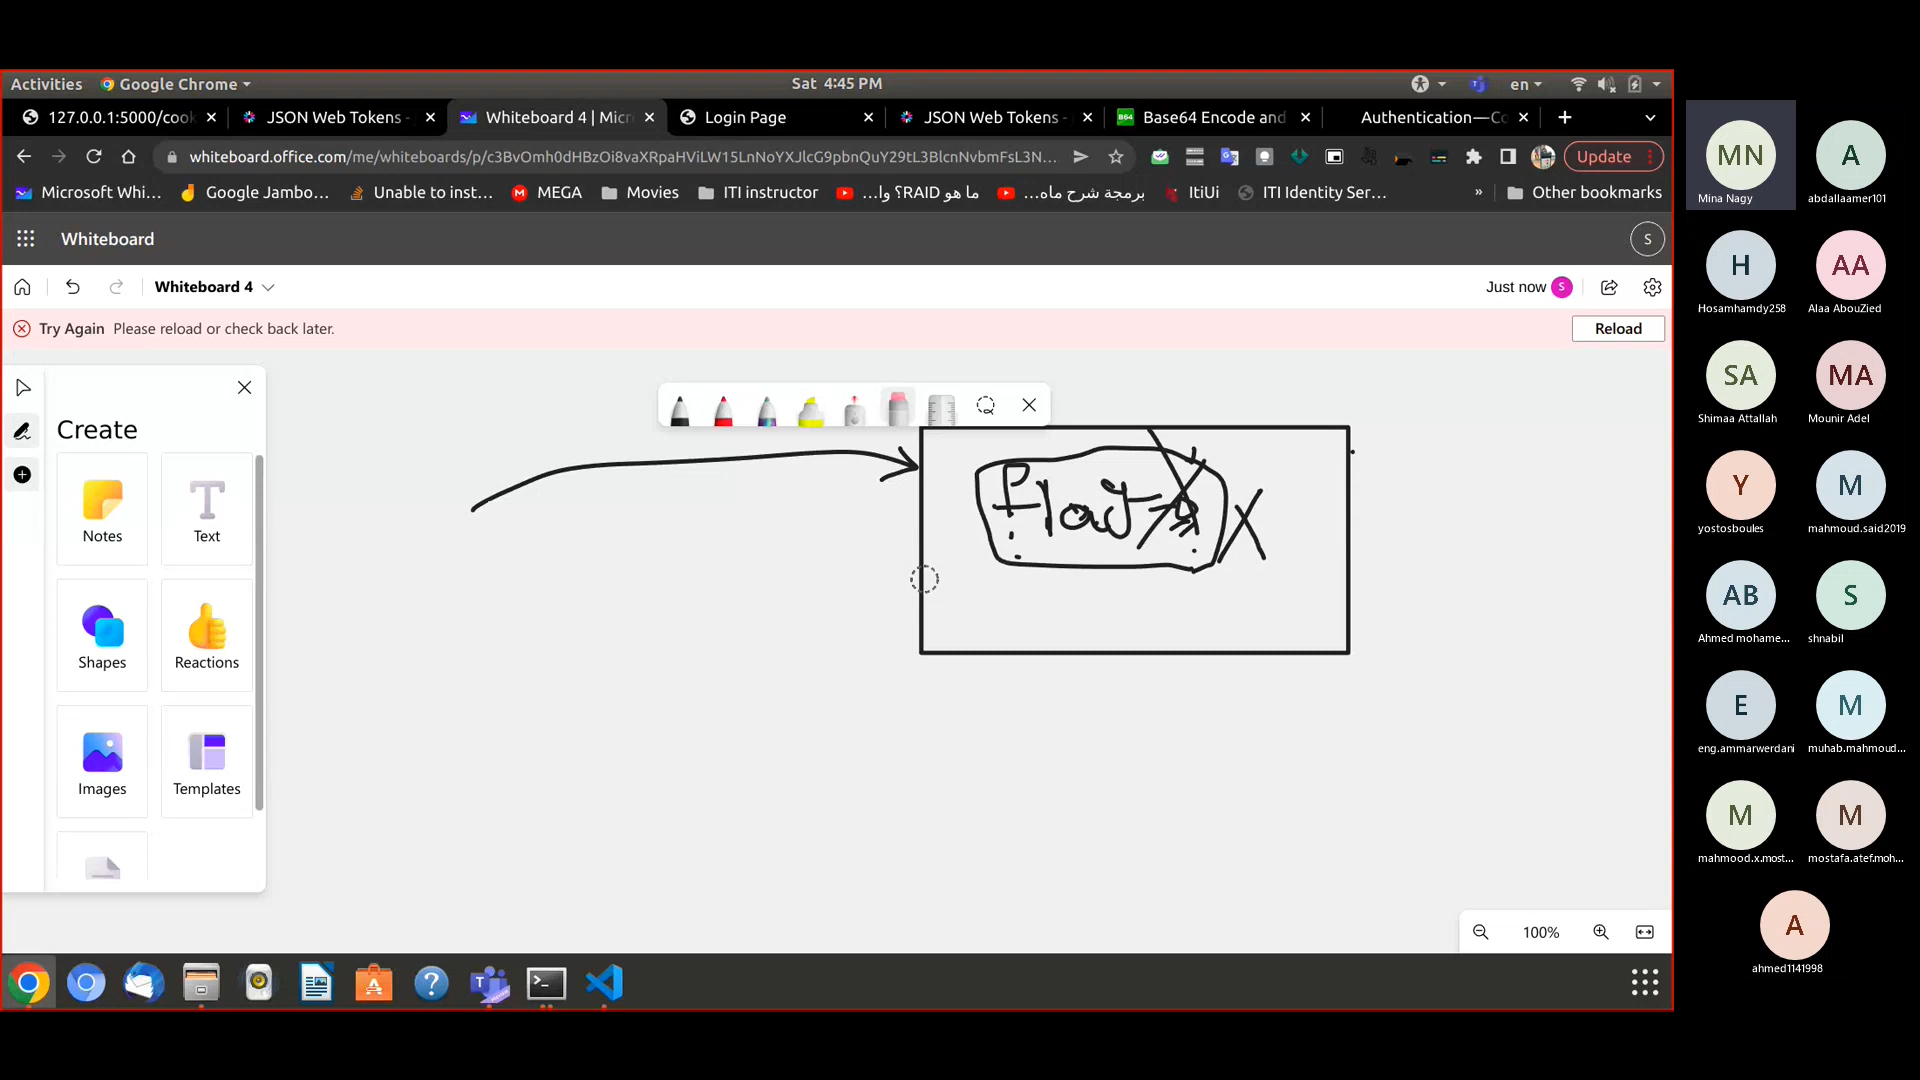 Activities Google Chrome Sat 4:45 PM en
127.0.0.1:5000/cook JSON Web Tokens - Whiteboard 4 | Micr Login Page JSON Web Tokens - B64 Base64 Encode and Authentication — Co
whiteboard.office.com/me/whiteboards/p/c3BvOmh0dHBzOi8vaXRpaHViLW15LnNoYXJlcG9pbnQuY29tL3BlcnNvbmFsL3N... Update
Microsoft Whi... Google Jambo... Unable to inst... MEGA Movies ITI instructor ما هو RAID؟ وا... برمجة شرح ماه... ItiUi ITI Identity Ser... » Other bookmarks
Whiteboard S
Whiteboard 4 Just now S
Try Again Please reload or check back later. Reload
Create
Notes Text
Shapes Reactions
Images Templates
X
100%
MN A
Mina Nagy abdallaamer101
H AA
Hosamhamdy258 Alaa AbouZied
SA MA
Shimaa Attallah Mounir Adel
Y M
yostosboules mahmoud.said2019
AB S
Ahmed mohame... shnabil
E M
eng.ammarwerdani muhab.mahmoud...
M M
mahmood.x.most... mostafa.atef.moh...
A
ahmed1141998